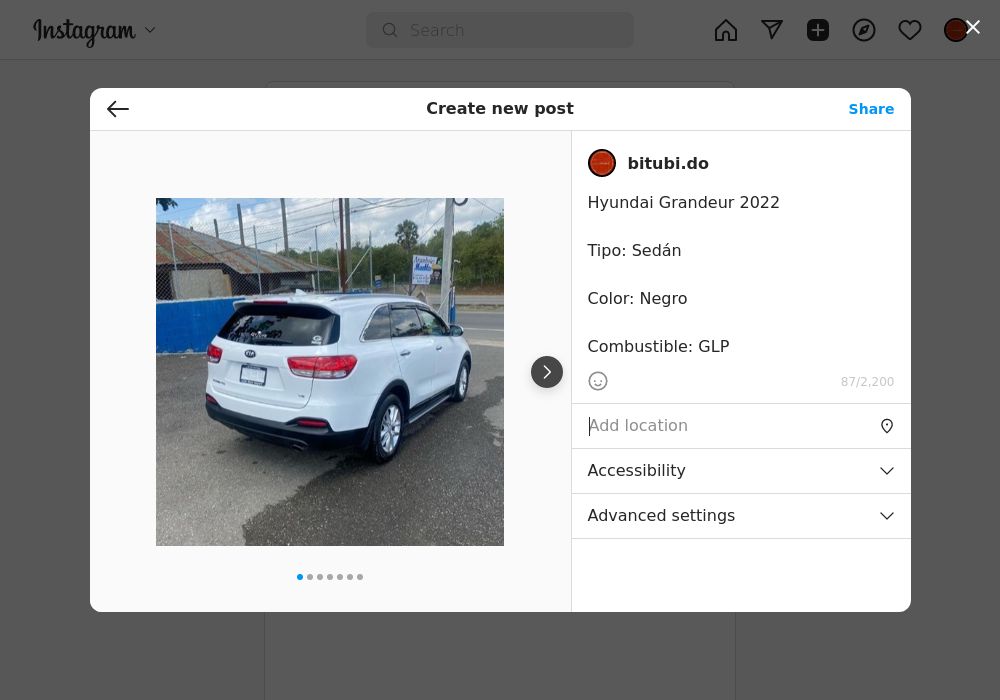 Instagram
Search
Create new post
Share
bitubi.do
Hyundai Grandeur 2022
Tipo: Sedán
Color: Negro
Combustible: GLP
87/2,200
Add location
Accessibility
Advanced settings
KIA